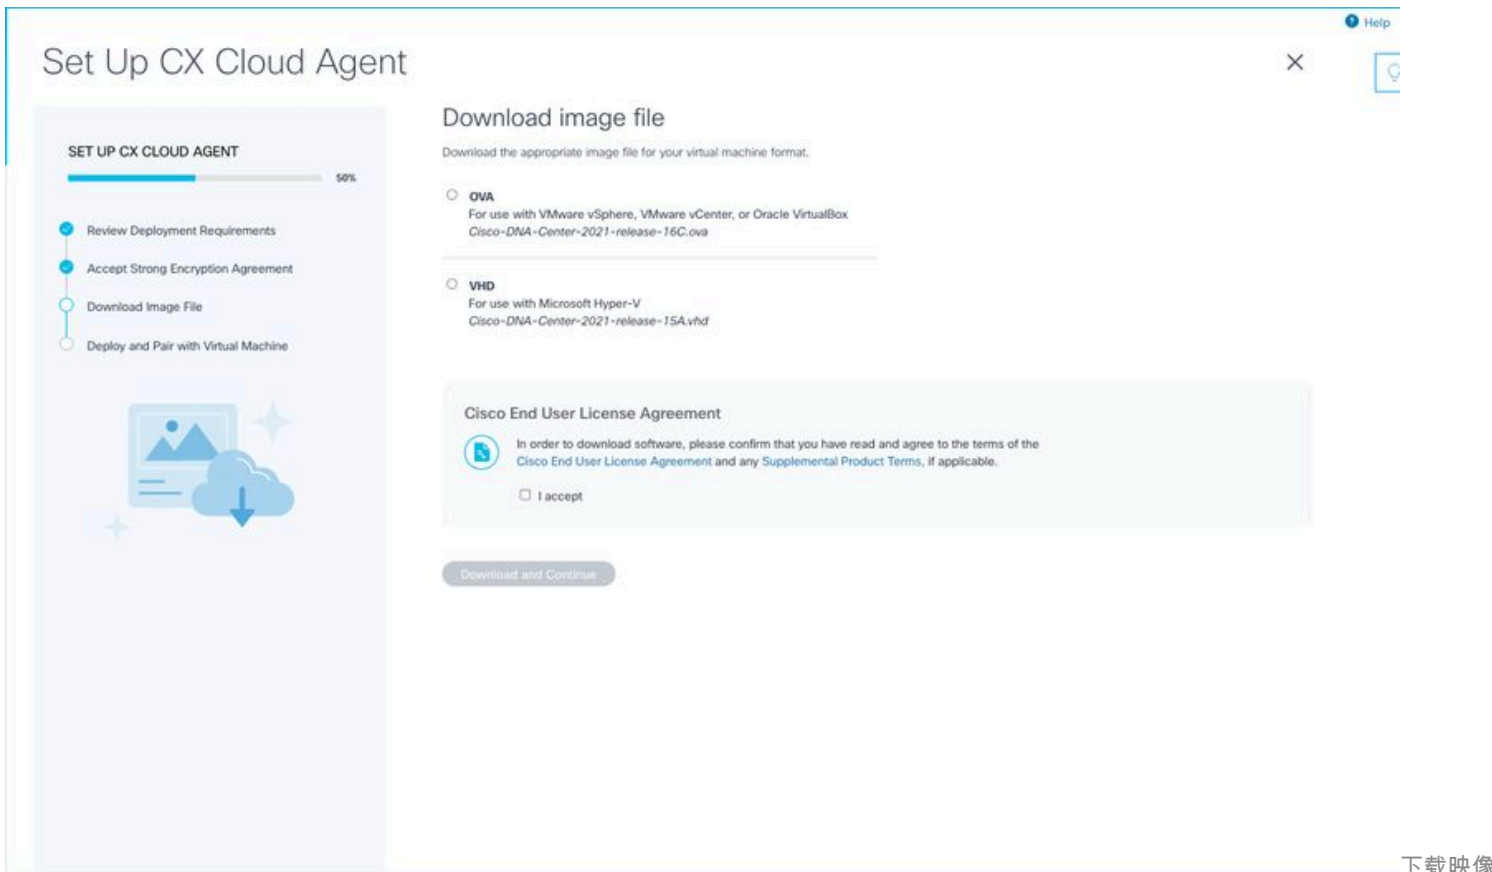 Help
Set Up CX Cloud Agent
SET UP CX CLOUD AGENT
50%
Review Deployment Requirements
Accept Strong Encryption Agreement
Download Image File
Deploy and Pair with Virtual Machine
Download image file
Download the appropriate image file for your virtual machine format.
OVA
For use with VMware vSphere, VMware vCenter, or Oracle VirtualBox
Cisco-DNA-Center-2021-release-16C.ova
VHD
For use with Microsoft Hyper-V
Cisco-DNA-Center-2021-release-15A.vhd
Cisco End User License Agreement
In order to download software, please confirm that you have read and agree to the terms of the
Cisco End User License Agreement and any Supplemental Product Terms, if applicable.
I accept
Download and Continue
下载映像